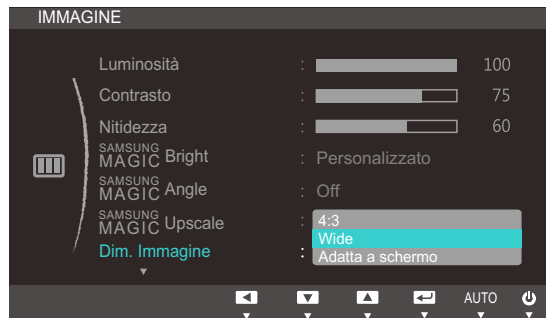 IMMAGINE
Luminosità : 100
Contrasto : 75
Nitidezza : 60
SAMSUNG MAGIC Bright : Personalizzato
SAMSUNG MAGIC Angle : Off
SAMSUNG MAGIC Upscale : 4:3
Wide
Dim. Immagine : Adatta a schermo
AUTO